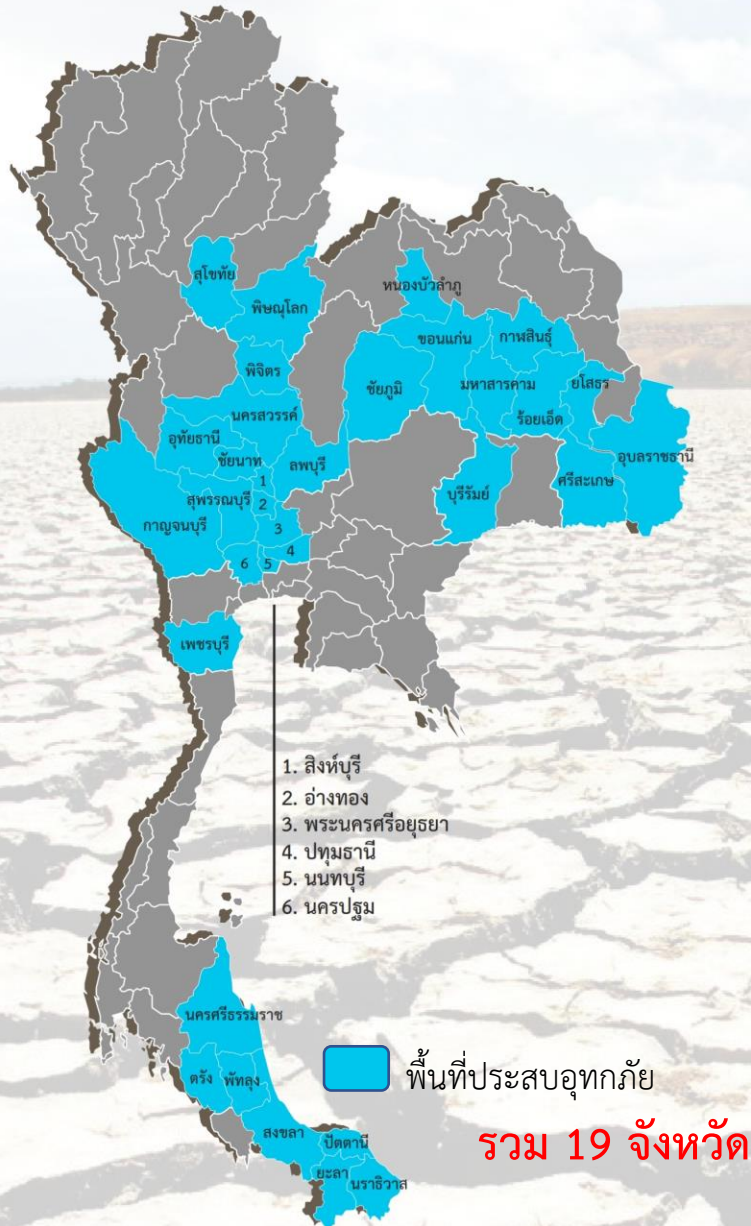 สุโขทัย
พิษณุโลก
หนองบัวลำภู
ขอนแก่น
กาฬสินธุ์
พิจิตร
ชัยภูมิ
มหาสารคาม
ยโสธร
นครสวรรค์
ร้อยเอ็ด
อุทัยธานี
ชัยนาท
ลพบุรี
อุบลราชธานี
1
ศรีสะเกษ
สุพรรณบุรี
2
บุรีรัมย์
กาญจนบุรี
3
4
6
5
เพชรบุรี
1. สิงห์บุรี
2. อ่างทอง
3. พระนครศรีอยุธยา
4. ปทุมธานี
5. นนทบุรี
6. นครปฐม
นครศรีธรรมราช
ตรัง
พัทลุง
พื้นที่ประสบอุทกภัย
สงขลา
ปัตตานี
รวม 19 จังหวัด
ยะลา
นราธิวาส